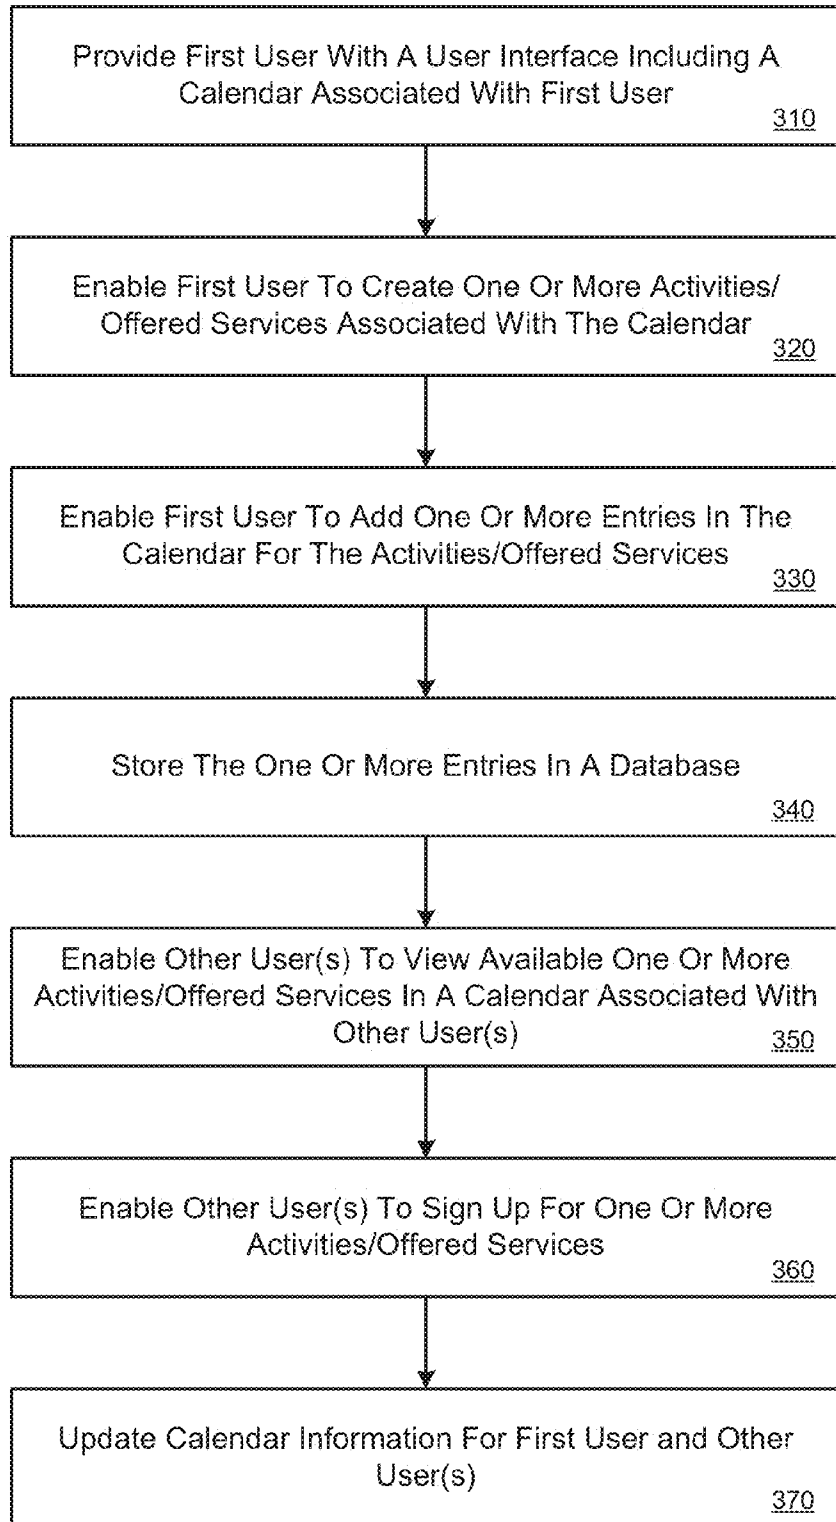 Provide First User With A User Interface Including A
Calendar Associated With First User
310
Enable First User To Create One Or More Activities/
Offered Services Associated With The Calendar
320
Enable First User To Add One Or More Entries In The
Calendar For The Activities/Offered Services
330
Store The One Or More Entries In A Database
340
Enable Other User(s) To View Available One Or More
Activities/Offered Services In A Calendar Associated With
Other User(s)
350
Enable Other User(s) To Sign Up For One Or More
Activities/Offered Services
360
Update Calendar Information For First User and Other
User(s)
370